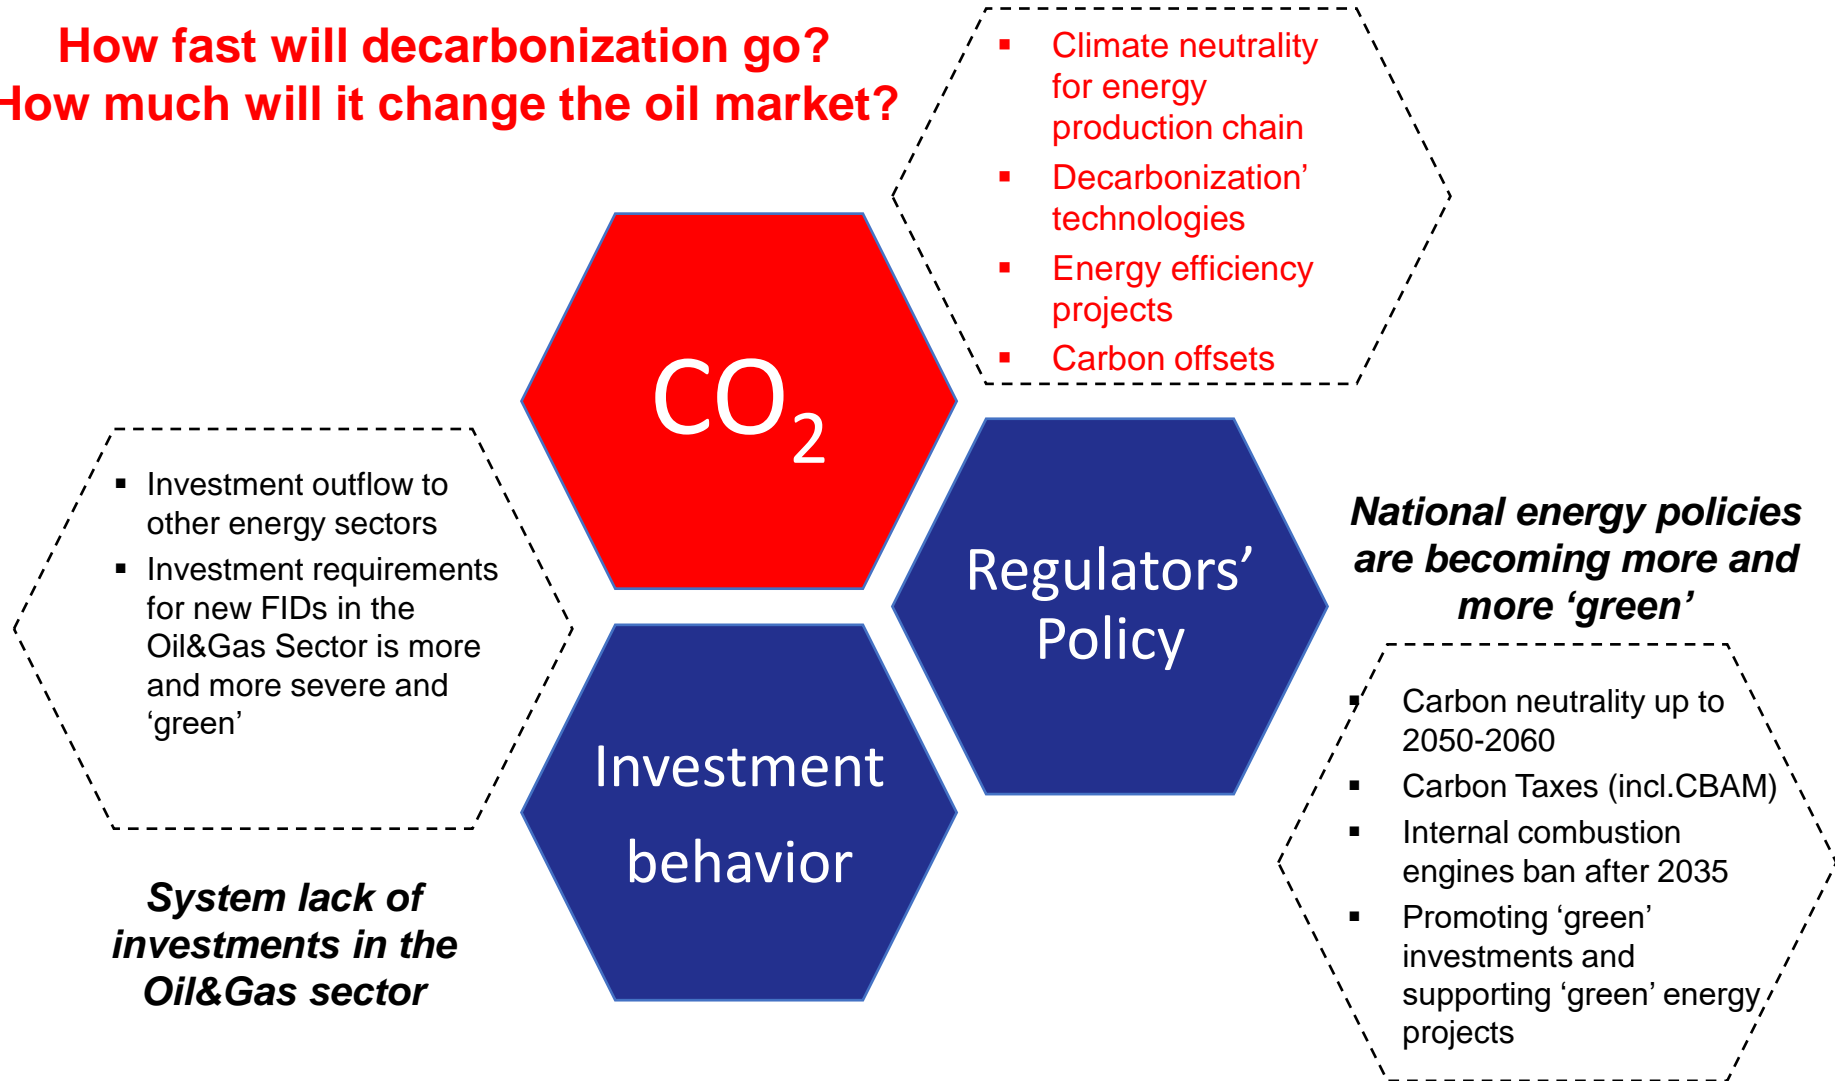 How fast will decarbonization go?
How much will it change the oil market?
▪ Climate neutrality
for energy
production chain
▪ Decarbonization’
technologies
▪ Energy efficiency
projects
▪ Carbon offsets
CO₂
▪ Investment outflow to
other energy sectors
▪ Investment requirements
for new FIDs in the
Oil&Gas Sector is more
and more severe and
‘green’
Regulators’
Policy
National energy policies
are becoming more and
more ‘green’
Investment
behavior
▪ Carbon neutrality up to
2050-2060
▪ Carbon Taxes (incl.CBAM)
▪ Internal combustion
engines ban after 2035
▪ Promoting ‘green’
investments and
supporting ‘green’ energy
projects
System lack of
investments in the
Oil&Gas sector